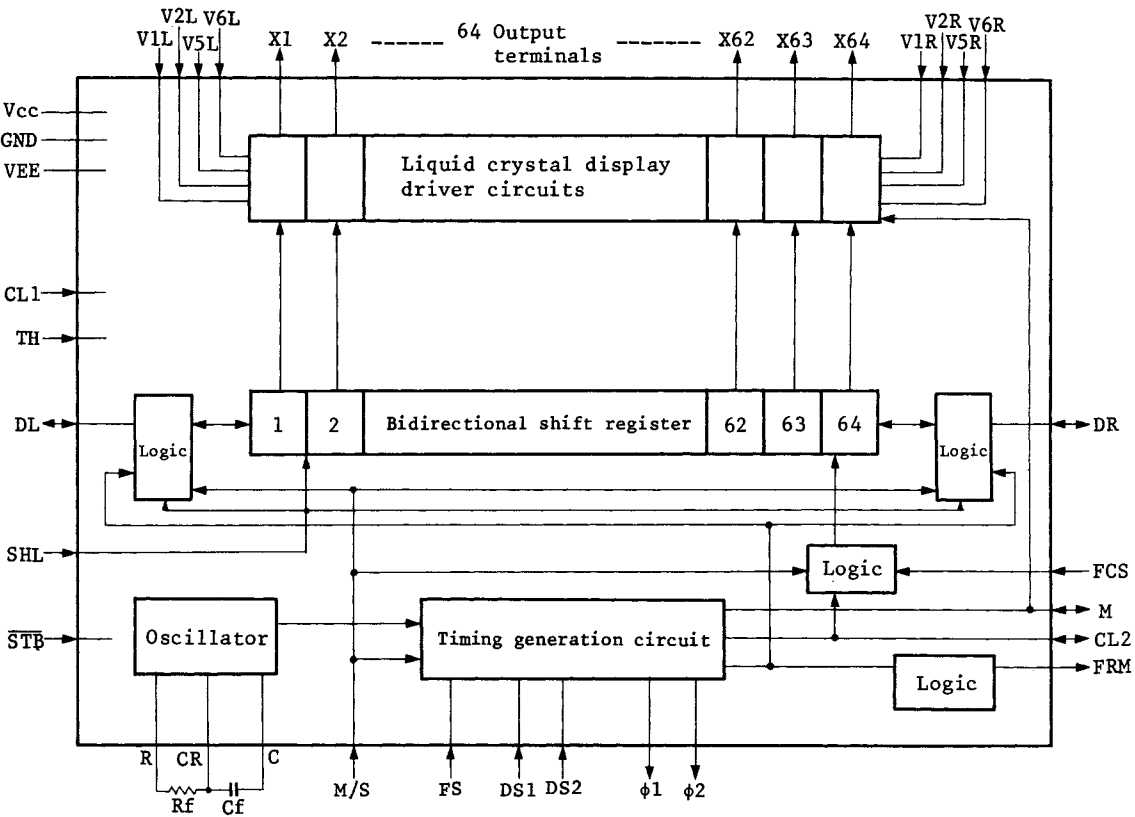 V2L V6L
V1L V5L
X1 X2 ------ 64 Output terminals ------ X62 X63 X64
V2R V6R
V1R V5R
Vcc
GND
VEE
Liquid crystal display
driver circuits
CL1
TH
DL
Logic
1 2 Bidirectional shift register 62 63 64
Logic
DR
SHL
Logic
FCS
M
STB
Oscillator
Timing generation circuit
CL2
FRM
Logic
R CR C
Rf Cf
M/S FS DS1 DS2 ϕ1 ϕ2